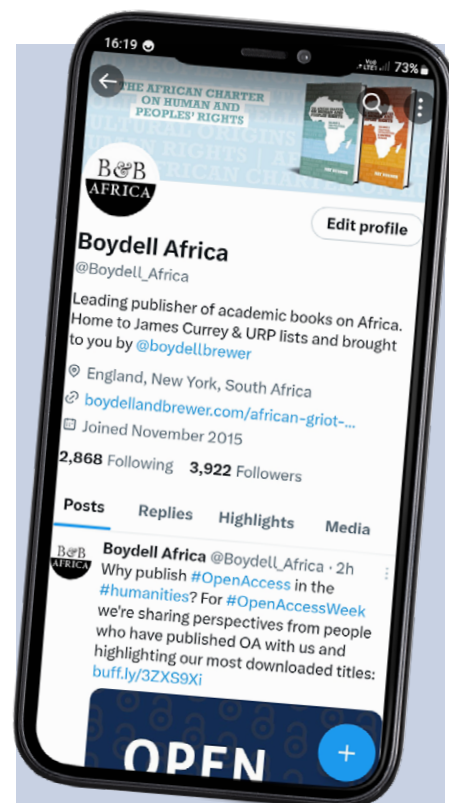 16:19
Vo))
LTE1
73%
THE AFRICAN CHARTER
ON HUMAN AND
PEOPLES' RIGHTS
B&B
AFRICA
Edit profile
Boydell Africa
@Boydell_Africa
Leading publisher of academic books on Africa.
Home to James Currey & URP lists and brought
to you by @boydellbrewer
England, New York, South Africa
boydellandbrewer.com/african-griot-...
Joined November 2015
2,868 Following 3,922 Followers
Posts Replies Highlights Media
B&B
AFRICA
Boydell Africa @Boydell_Africa · 2h
Why publish #OpenAccess in the
#humanities? For #OpenAccessWeek
we're sharing perspectives from people
who have published OA with us and
highlighting our most downloaded titles:
buff.ly/3ZXS9Xi
OPEN